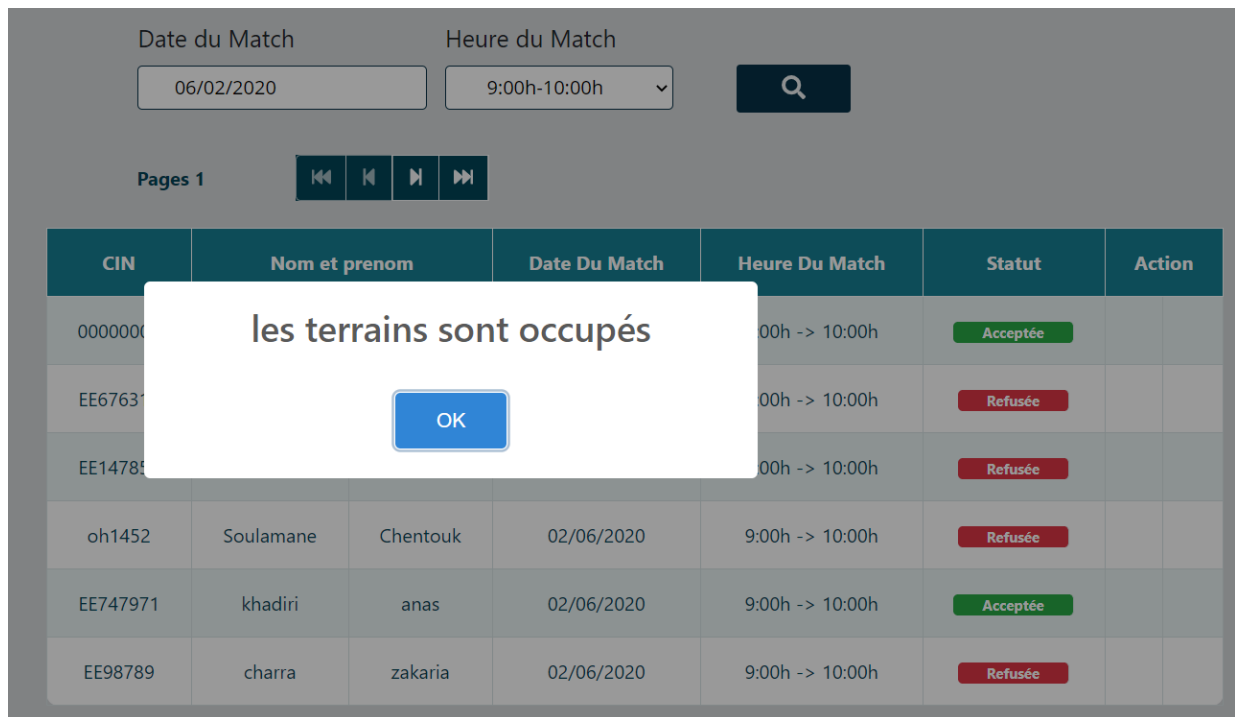 Date du Match Heure du Match
06/02/2020 9:00h-10:00h
Pages 1
CIN Nom et prenom Date Du Match Heure Du Match Statut Action
les terrains sont occupés
10:00h Acceptée
-> 10:00h Refusée
OK
-> 10:00h Refusée
oh1452 Soulamane Chentouk 02/06/2020 9:00h -> 10:00h Refusée
EE747971 khadiri anas 02/06/2020 9:00h -> 10:00h Acceptée
EE98789 charra zakaria 02/06/2020 9:00h -> 10:00h Refusée